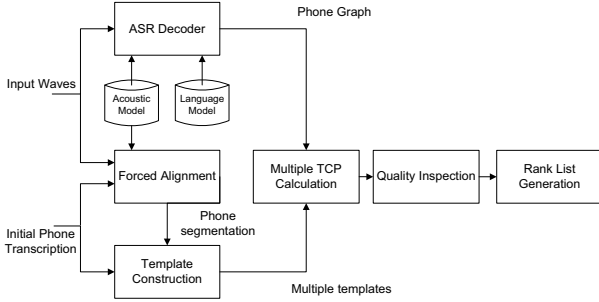 Phone Graph
ASR Decoder
Input Waves
Acoustic
Model
Language
Model
Forced Alignment
Multiple TCP
Calculation
Quality Inspection
Rank List
Generation
Phone
segmentation
Initial Phone
Transcription
Template
Construction
Multiple templates